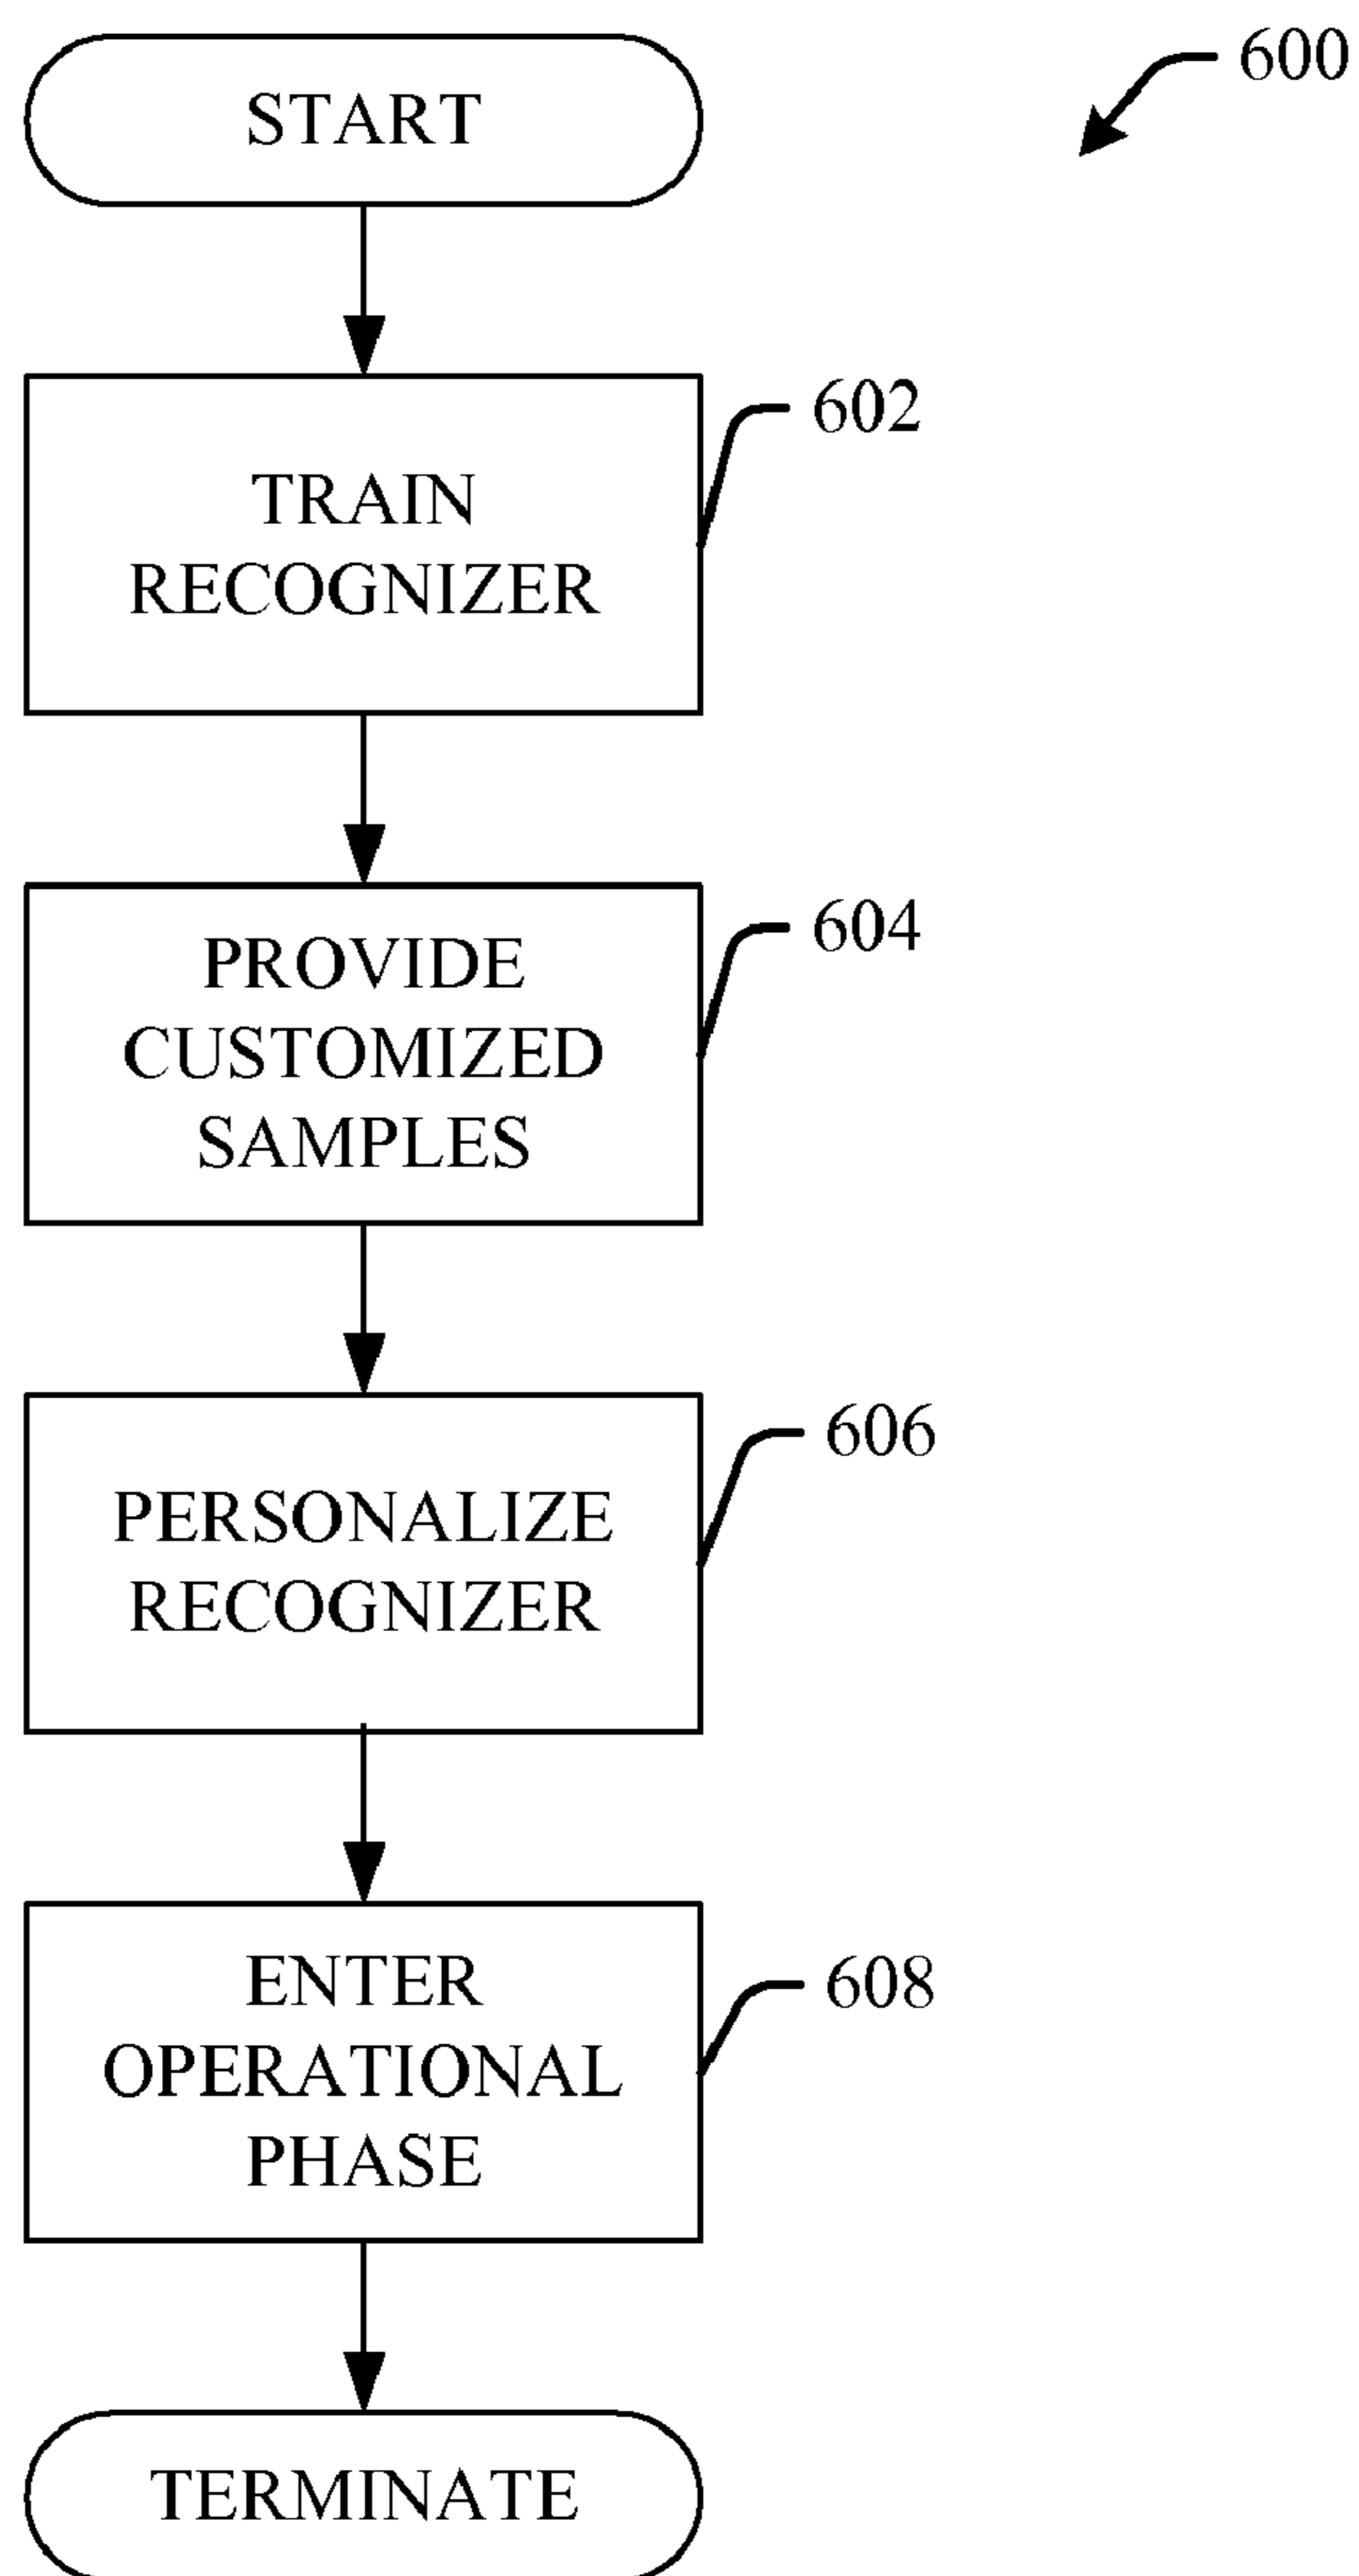 START
600
TRAIN
RECOGNIZER
602
PROVIDE
CUSTOMIZED
SAMPLES
604
PERSONALIZE
RECOGNIZER
606
ENTER
OPERATIONAL
PHASE
608
TERMINATE